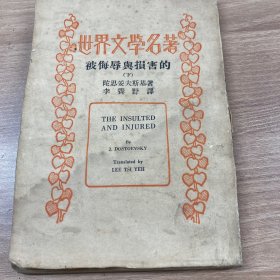 世界文學名著
被侮辱與損害的
(下)
陀思妥夫斯基著
李霽野譯
THE INSULTED
AND INJURED
By
J. DOSTOEVSKY
Translated by
LEE TSI YEH